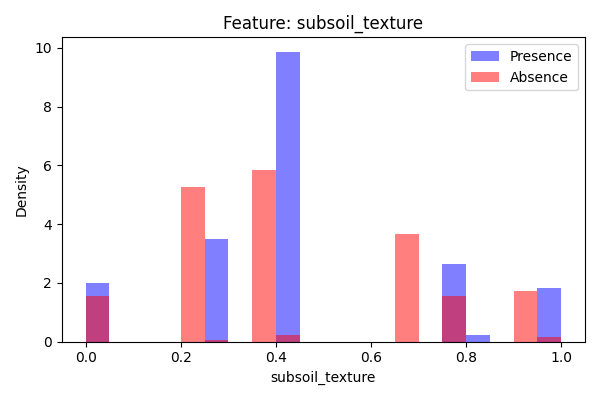 Feature: subsoil_texture
Presence
Absence
Density
10
8
6
4
2
0
0.0 0.2 0.4 0.6 0.8 1.0
subsoil_texture